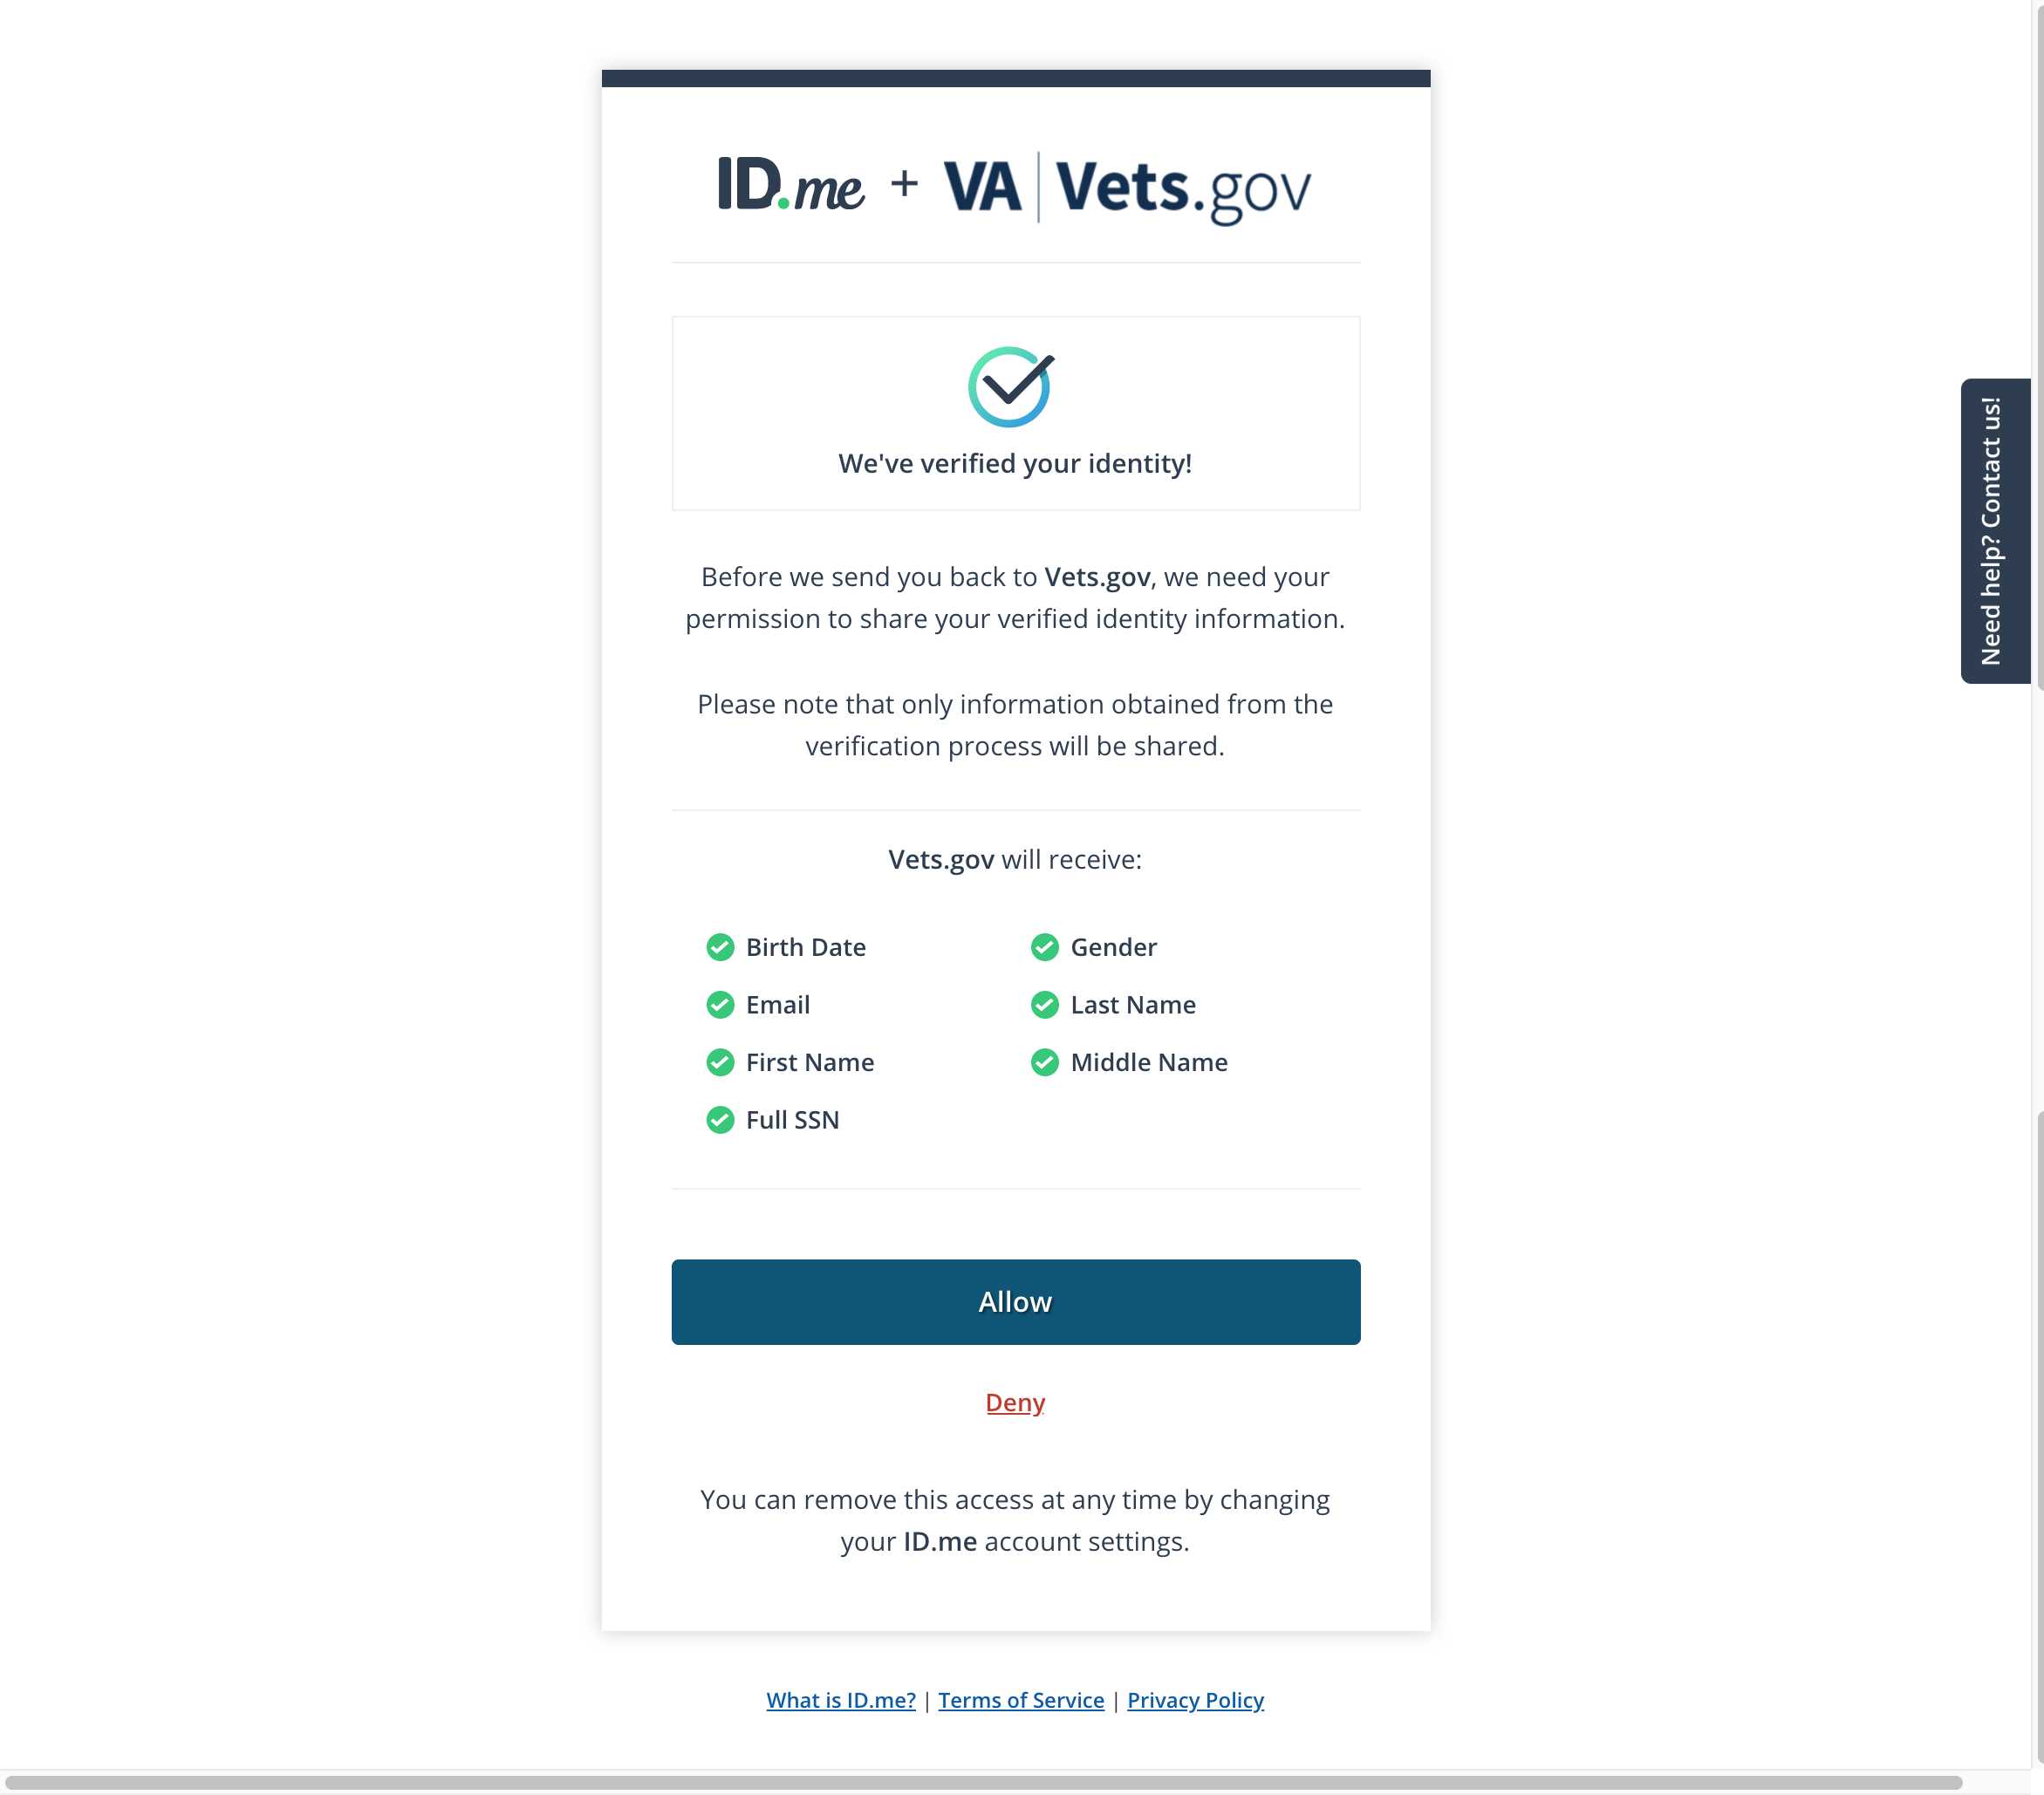 ID.me + VA | Vets.gov
We've verified your identity!
Before we send you back to Vets.gov, we need your
permission to share your verified identity information.
Please note that only information obtained from the
verification process will be shared.
Vets.gov will receive:
Birth Date
Gender
Email
Last Name
First Name
Middle Name
Full SSN
Allow
Deny
You can remove this access at any time by changing
your ID.me account settings.
What is ID.me? | Terms of Service | Privacy Policy
Need help? Contact us!